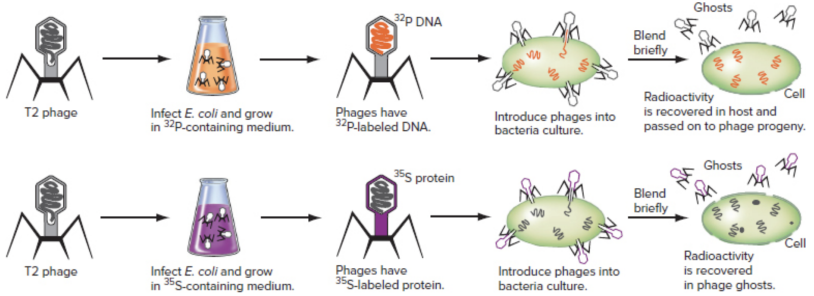 Ghosts
³²P DNA
Blend
briefly
Cell
T2 phage
Infect E. coli and grow
in ³²P-containing medium.
Phages have
³²P-labeled DNA.
Introduce phages into
bacteria culture.
Radioactivity
is recovered in host and
passed on to phage progeny.
Ghosts
³⁵S protein
Blend
briefly
Cell
T2 phage
Infect E. coli and grow
in ³⁵S-containing medium.
Phages have
³⁵S-labeled protein.
Introduce phages into
bacteria culture.
Radioactivity
is recovered
in phage ghosts.